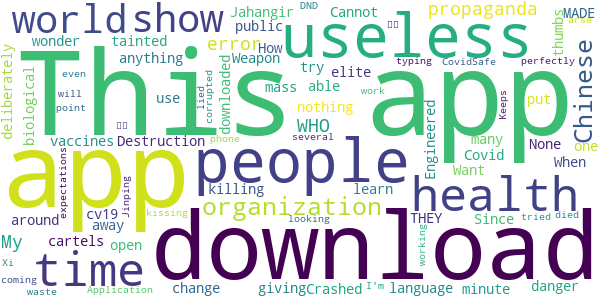 DND
world show Jahangir Cannot propaganda MADE arse
wonder tainted public How thumbs
deliberately anything error Weapon typing CovidSafe perfectly
useless
This app
biological lied corrupted downloaded try elite put Chinese
use mass able nothing one
vaccines Destruction WHO many None
point even will phone several work Engineered Covid Keeps When
app people health
expectations Jinping killing learn Want
around cv19 away kissing organization Since THEY tried died
My cartels open looking working danger
Xi time download
coming change giving Crashed I'm language minute
waste Application